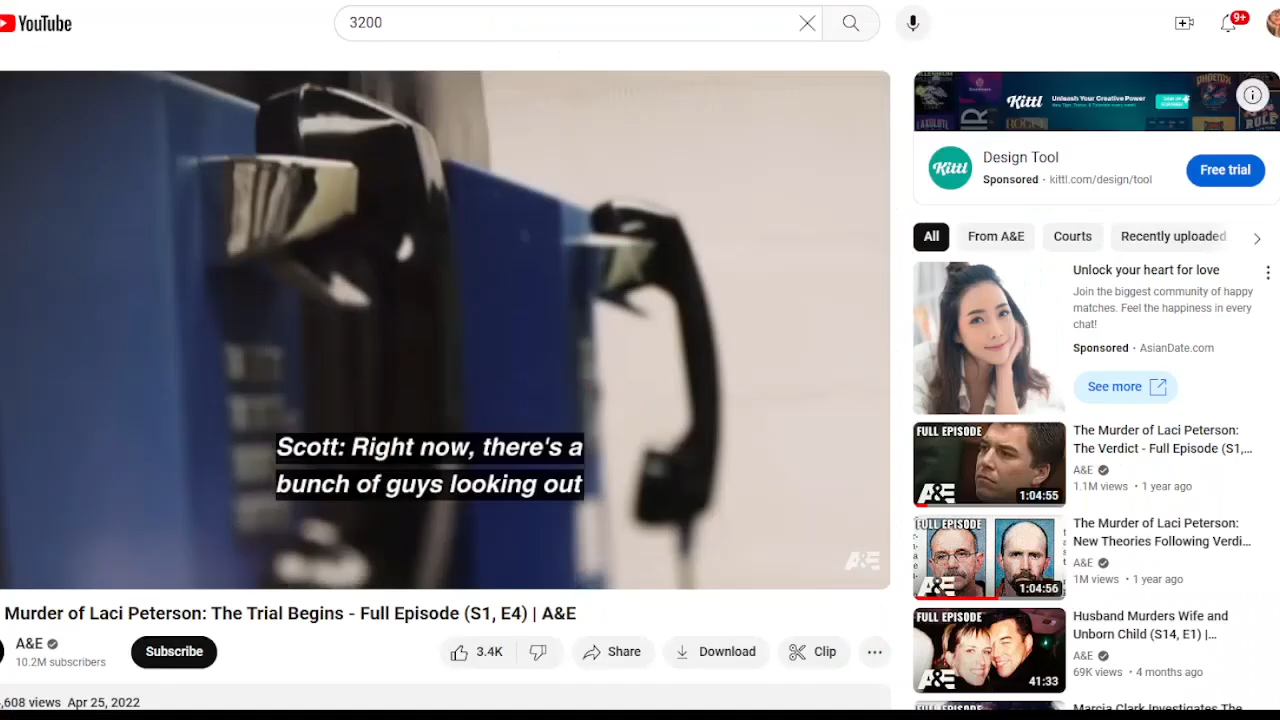 YouTube
3200
9+
Scott: Right now, there's a
bunch of guys looking out
A&E
Murder of Laci Peterson: The Trial Begins - Full Episode (S1, E4) | A&E
A&E
10.2M subscribers
Subscribe
3.4K
Share
Download
Clip
,608 views Apr 25, 2022
Kittl
Unleash Your Creative Power
Kittl
Design Tool
Sponsored · kittl.com/design/tool
Free trial
All
From A&E
Courts
Recently uploaded
Unlock your heart for love
Join the biggest community of happy
matches. Feel the happiness in every
chat!
Sponsored · AsianDate.com
See more
FULL EPISODE
A&E
1:04:55
The Murder of Laci Peterson:
The Verdict - Full Episode (S1,...
A&E
1.1M views · 1 year ago
FULL EPISODE
A&E
1:04:56
The Murder of Laci Peterson:
New Theories Following Verdi...
A&E
1M views · 1 year ago
FULL EPISODE
A&E
41:33
Husband Murders Wife and
Unborn Child (S14, E1) |...
A&E
69K views · 4 months ago
Marcia Clark Investigates The